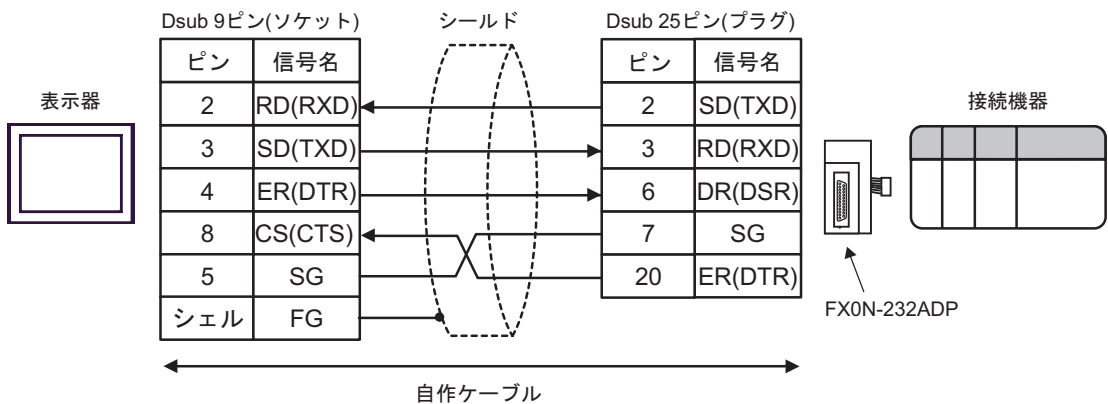 Dsub 9ピン(ソケット) シールド Dsub 25ピン(プラグ)
ピン 信号名 ピン 信号名
表示器 接続機器
2 RD(RXD) 2 SD(TXD)
3 SD(TXD) 3 RD(RXD)
4 ER(DTR) 6 DR(DSR)
8 CS(CTS) 7 SG
5 SG 20 ER(DTR)
シェル FG
FX0N-232ADP
自作ケーブル